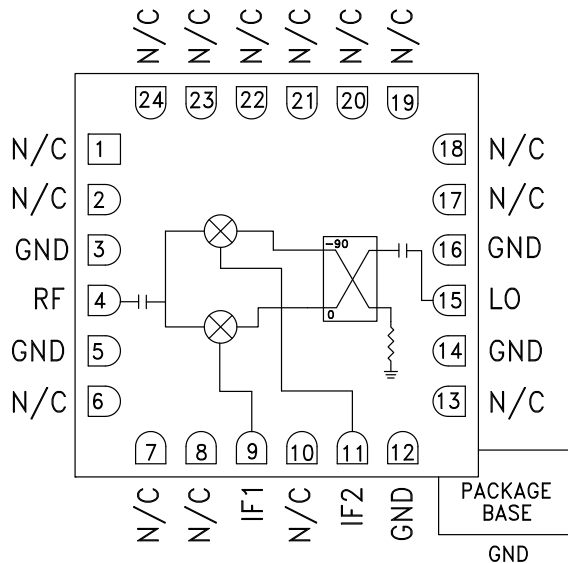 N/C N/C N/C N/C N/C N/C
24 23 22 21 20 19
N/C 1
18 N/C
N/C 2
17 N/C
GND 3
16 GND
-90
RF 4
15 LO
0
GND 5
14 GND
N/C 6
13 N/C
7 8 9 10 11 12
N/C N/C IF1 N/C IF2 GND
PACKAGE
BASE
GND